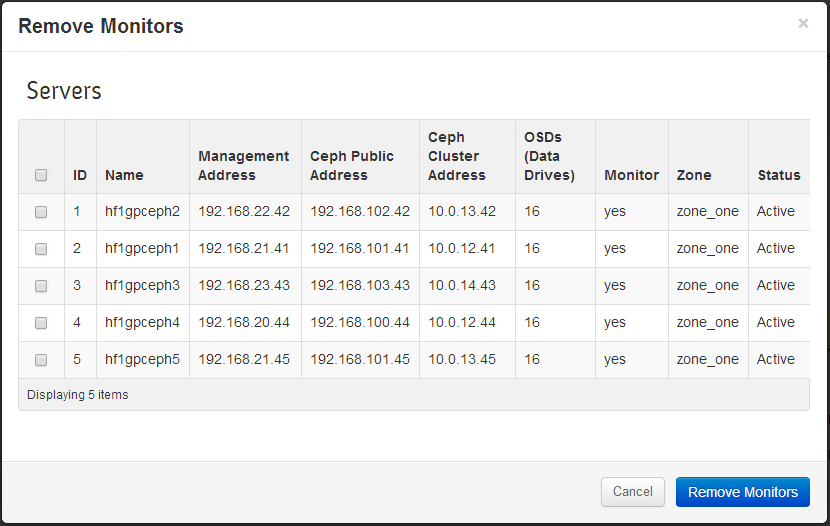 Remove Monitors
×
Servers
ID Name Management Address Ceph Public Address Ceph Cluster Address OSDs (Data Drives) Monitor Zone Status
1 hf1gpceph2 192.168.22.42 192.168.102.42 10.0.13.42 16 yes zone_one Active
2 hf1gpceph1 192.168.21.41 192.168.101.41 10.0.12.41 16 yes zone_one Active
3 hf1gpceph3 192.168.23.43 192.168.103.43 10.0.14.43 16 yes zone_one Active
4 hf1gpceph4 192.168.20.44 192.168.100.44 10.0.12.44 16 yes zone_one Active
5 hf1gpceph5 192.168.21.45 192.168.101.45 10.0.13.45 16 yes zone_one Active
Displaying 5 items
Cancel Remove Monitors